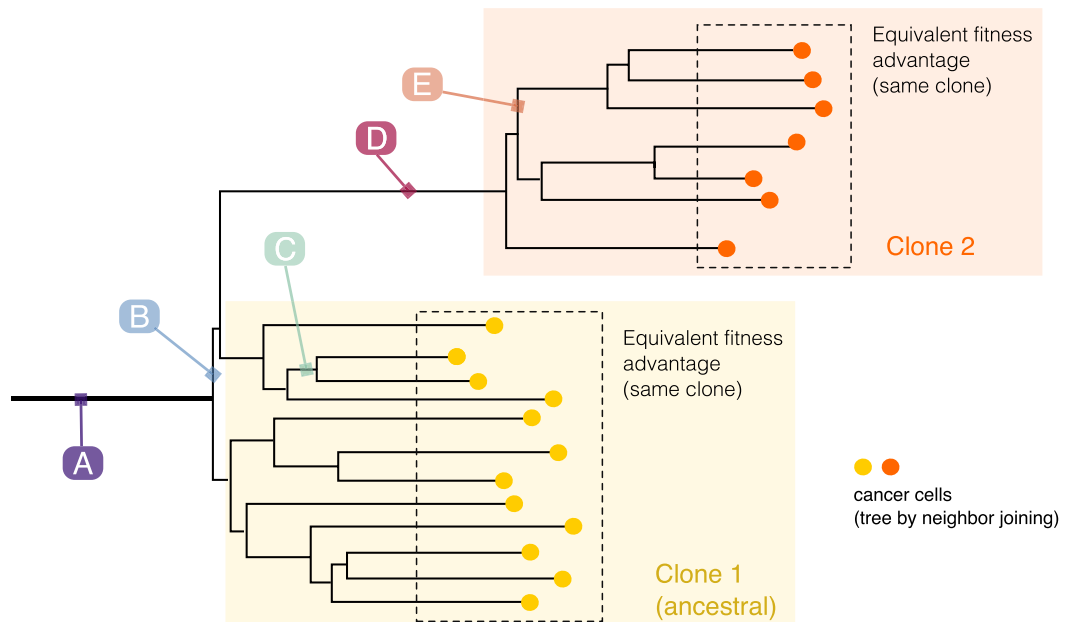 Equivalent fitness
advantage
(same clone)
E
D
Clone 2
C
B
Equivalent fitness
advantage
(same clone)
A
cancer cells
(tree by neighbor joining)
Clone 1
(ancestral)